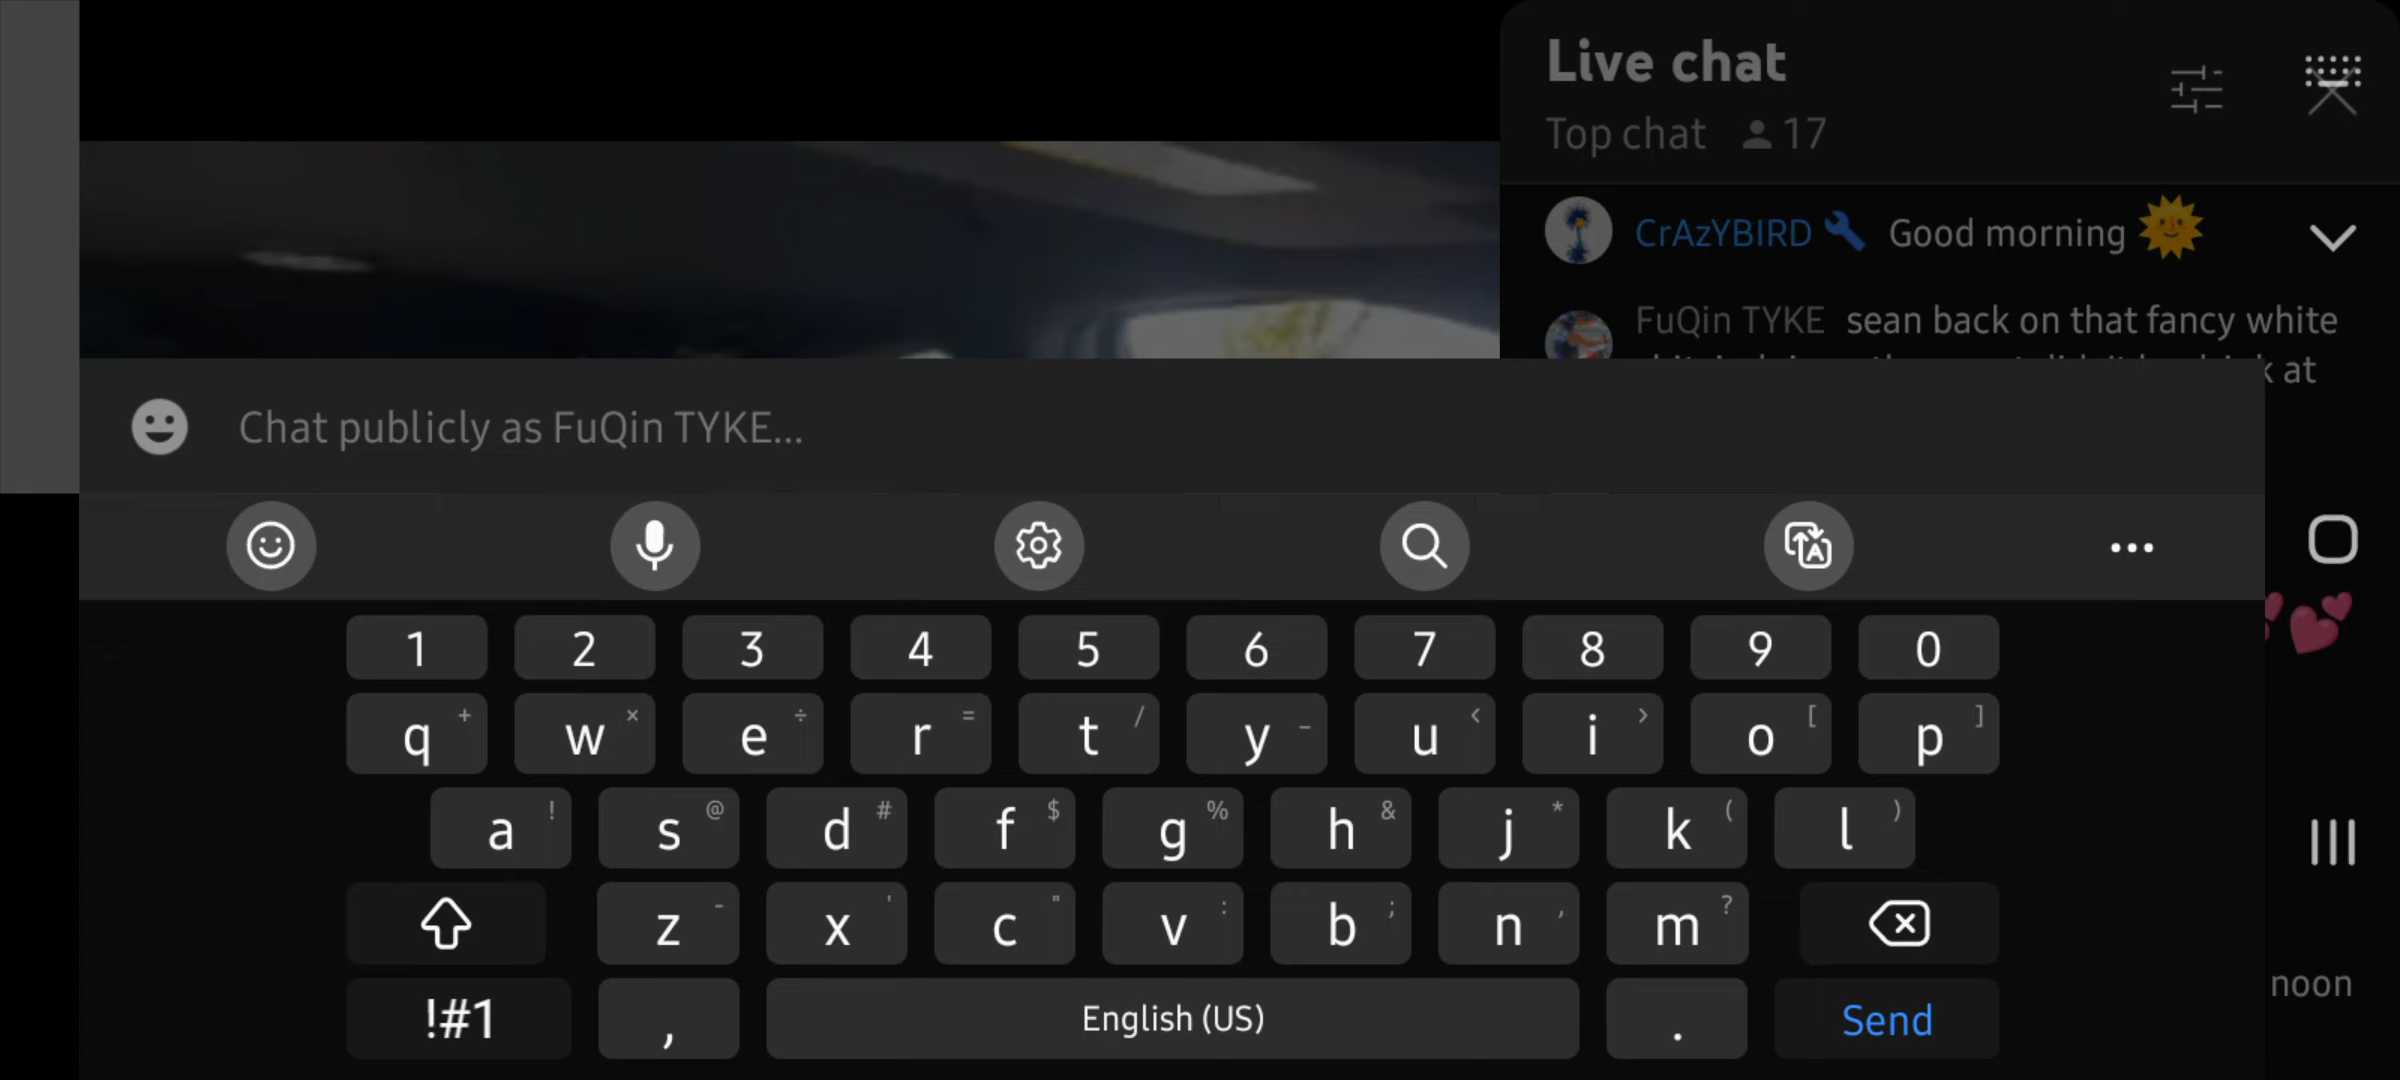 Live chat
Top chat 17
CrAzYBIRD Good morning
FuQin TYKE sean back on that fancy white
at
Chat publicly as FuQin TYKE...
1 2 3 4 5 6 7 8 9 0
q + w × e ÷ r = t / y _ u < i > o [ p ]
a ! s @ d # f $ g % h & j * k ( l )
z - x ' c " v : b ; n , m ?
noon
!#1 , English (US) . Send